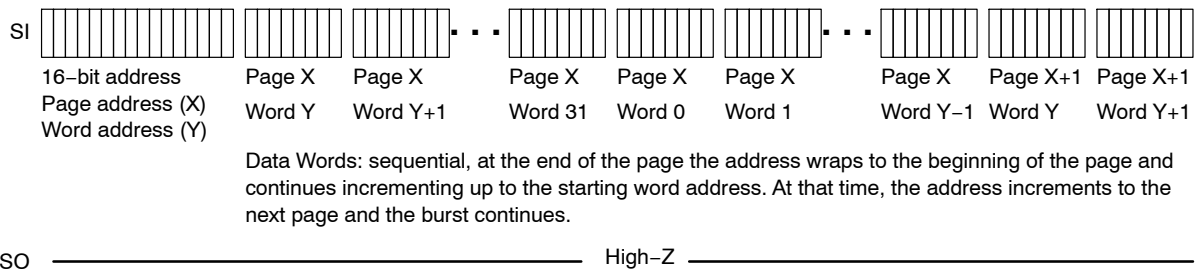 SI
16−bit address
Page address (X)
Word address (Y)
Page X Page X Page X Page X Page X Page X Page X+1 Page X+1
Word Y Word Y+1 Word 31 Word 0 Word 1 Word Y−1 Word Y Word Y+1
Data Words: sequential, at the end of the page the address wraps to the beginning of the page and
continues incrementing up to the starting word address. At that time, the address increments to the
next page and the burst continues.
SO High−Z